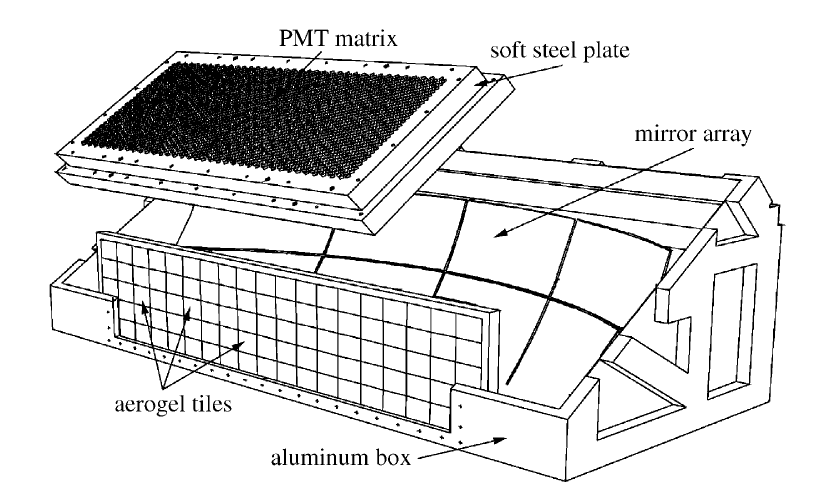 PMT matrix
soft steel plate
mirror array
aerogel tiles
aluminum box